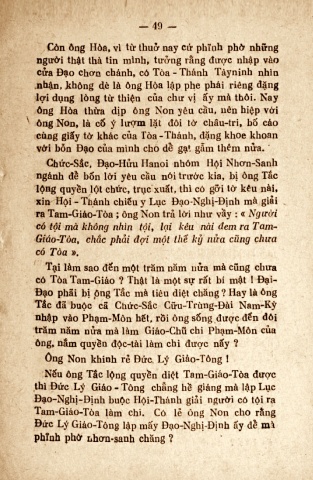 — 49 —
Còn ông Hòa, vì từ thuở nay cứ phỉnh phờ những
người thật thà tin mình, tưởng rằng được nhập vào
cửa Đạo chơn chánh, có Tòa - Thánh Tâyninh nhìn
nhận, không dè là ông Hòa lập phe phái riêng đặng
lợi dụng lòng từ thiện của chư vị ấy mà thôi. Nay
ông Hòa thừa dịp ông Non yêu cầu, nên hiệp với
ông Non, là cố ý lượm lặt đôi tờ châu-tri, bố cáo
cùng giấy tờ khác của Tòa-Thánh, đặng khoe khoan
với bổn Đạo của mình cho dễ gạt gẫm thêm nữa.
Chức-Sắc, Đạo-Hữu Hanoi nhóm Hội Nhơn-Sanh
ngành để bổn lời yêu cầu nói trước kia, bị ông Tắc
lộng quyền lột chức, trục xuất, thì có gởi tờ kêu nài,
xin Hội - Thánh chiếu y Lục Đạo-Nghị-Định mà giải
ra Tam-Giáo-Tòa ; ông Non trả lời như vầy : « Người
có tội mà không nhìn tội, lại kêu nài đem ra Tam-
Giáo-Tòa, chắc phải đợi một thế kỷ nữa cũng chưa
có Tòa ».
Tại làm sao đến một trăm năm nữa mà cũng chưa
có Tòa Tam-Giáo ? Thật là một sự rất bí mật ! Đại-
Đạo phải bị ông Tắc mà tiêu diệt chăng ? Hay là ông
Tắc đã buộc cả Chức-Sắc Cửu-Trùng-Đài Nam-Kỳ
nhập vào Phạm-Môn hết, rồi ông sống được đến đôi
trăm năm nữa mà làm Giáo-Chủ chi Phạm-Môn của
ông, nắm quyền độc-tài làm chi được nầy ?
Ông Non khinh rẻ Đức Lý Giáo-Tông !
Nếu ông Tắc lộng quyền diệt Tam-Giáo-Tòa được
thì Đức Lý Giáo - Tông chẳng hề giáng mà lập Lục
Đạo-Nghị-Định buộc Hội-Thánh giải người có tội ra
Tam-Giáo-Tòa làm chi. Có lẽ ông Non cho rằng
Đức Lý Giáo-Tông lập mấy Đạo-Nghị-Định ấy để mà
phỉnh phờ nhơn-sanh chăng ?